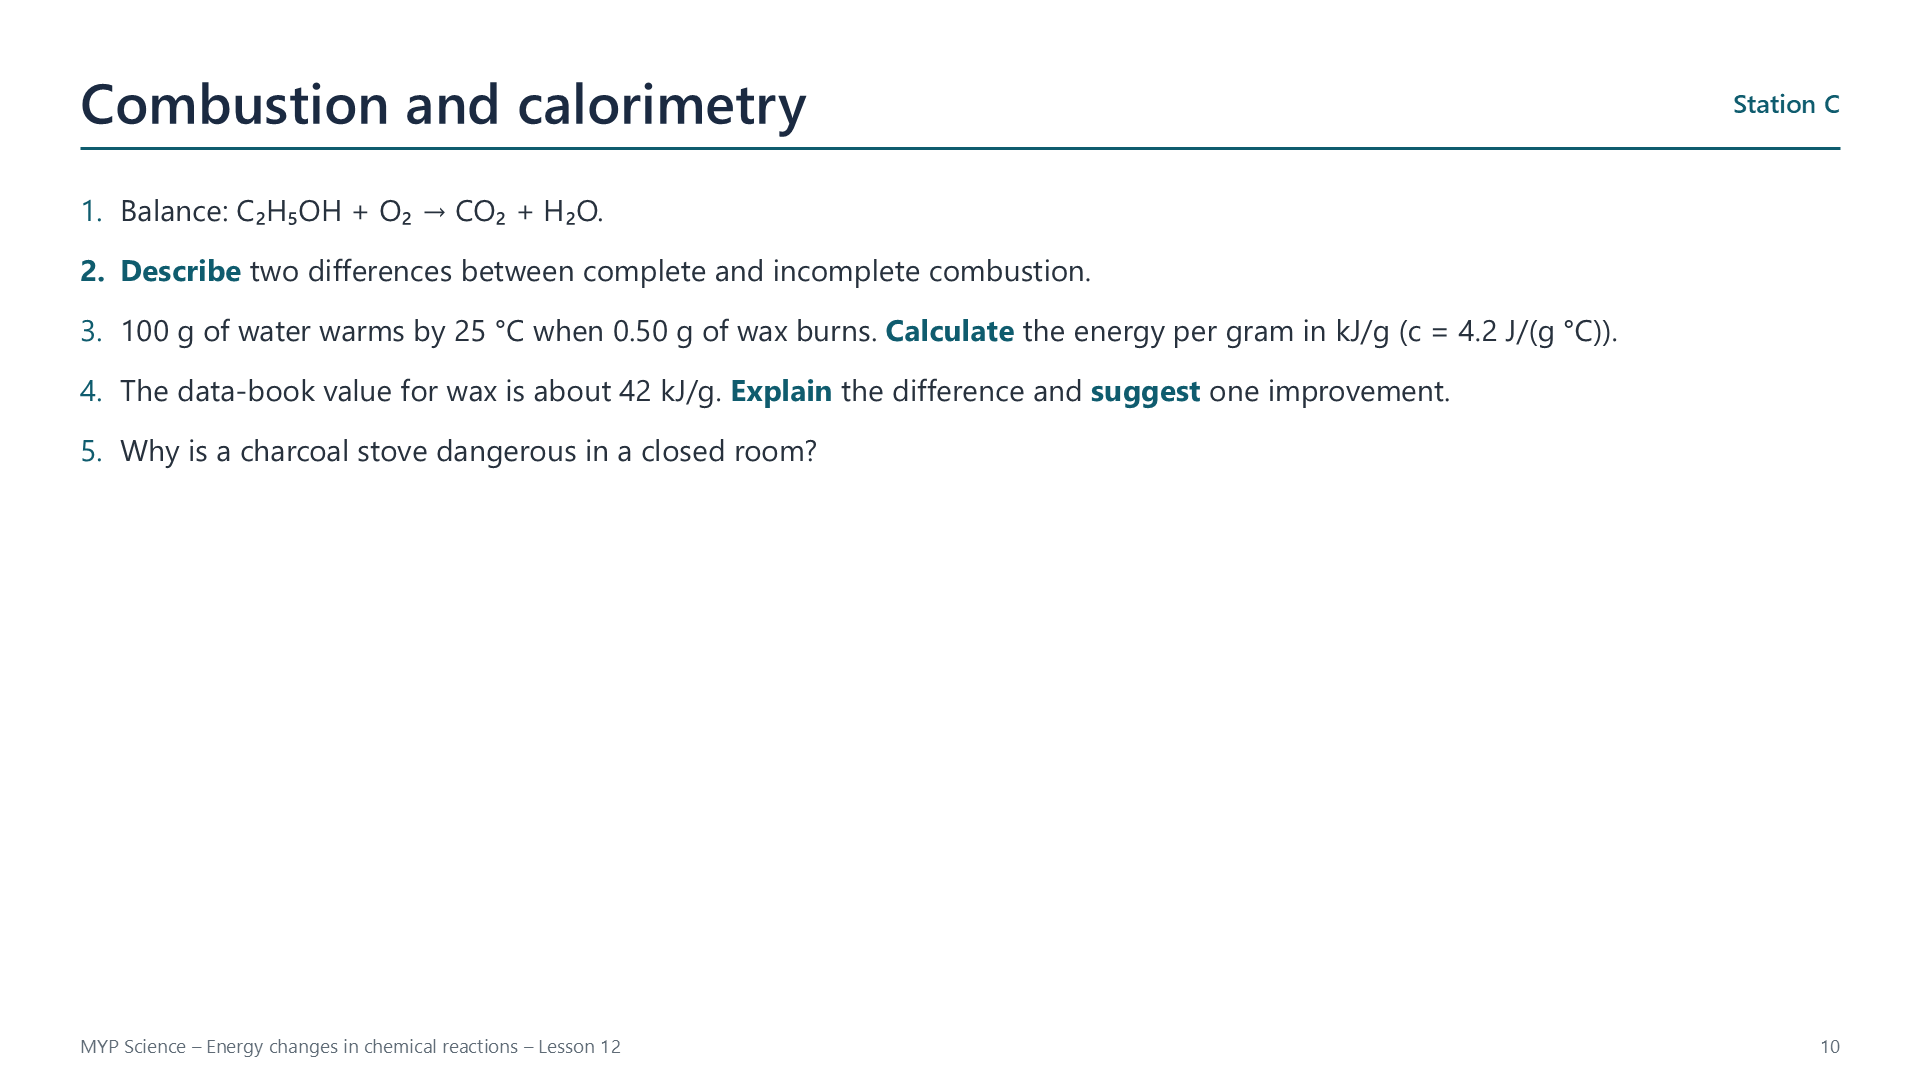 Combustion and calorimetry
Station C
1. Balance: C₂H₅OH + O₂ → CO₂ + H₂O.
2. Describe two differences between complete and incomplete combustion.
3. 100 g of water warms by 25 °C when 0.50 g of wax burns. Calculate the energy per gram in kJ/g (c = 4.2 J/(g °C)).
4. The data-book value for wax is about 42 kJ/g. Explain the difference and suggest one improvement.
5. Why is a charcoal stove dangerous in a closed room?
MYP Science – Energy changes in chemical reactions – Lesson 12
10